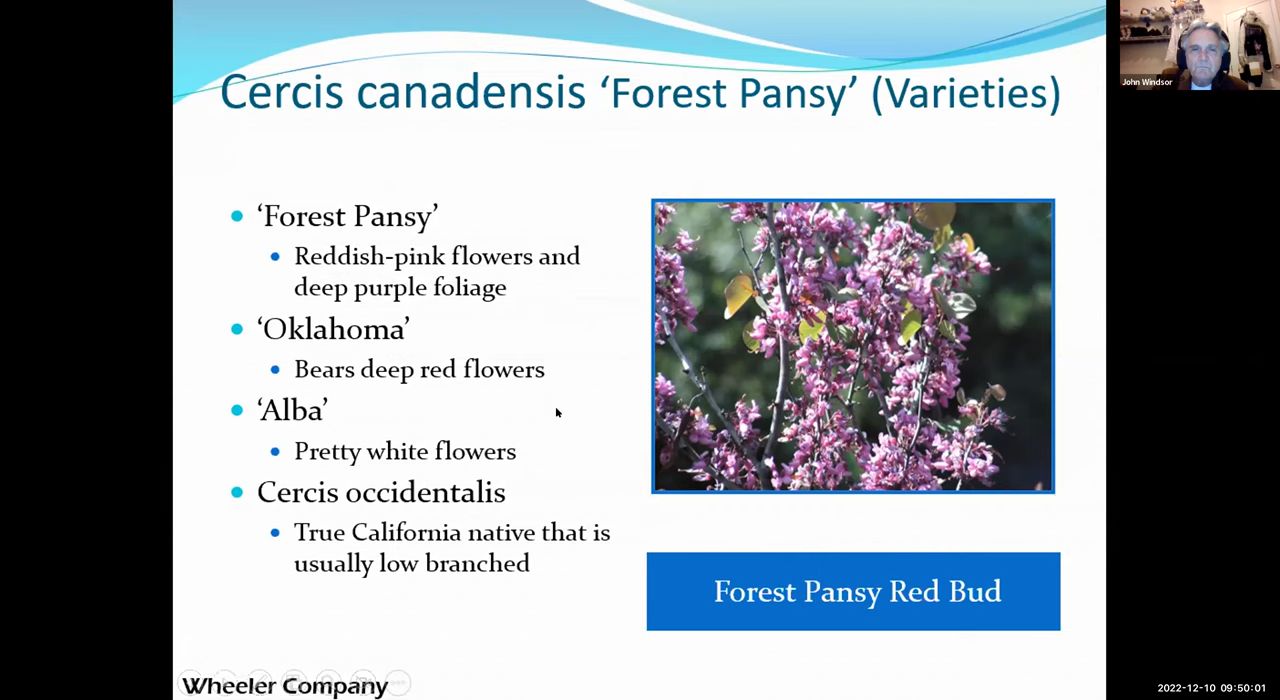 Cercis canadensis ‘Forest Pansy’ (Varieties)
John Windsor
‘Forest Pansy’
Reddish-pink flowers and
deep purple foliage
‘Oklahoma’
Bears deep red flowers
‘Alba’
Pretty white flowers
Cercis occidentalis
True California native that is
usually low branched
Forest Pansy Red Bud
Wheeler Company
2022-12-10 09:50:01